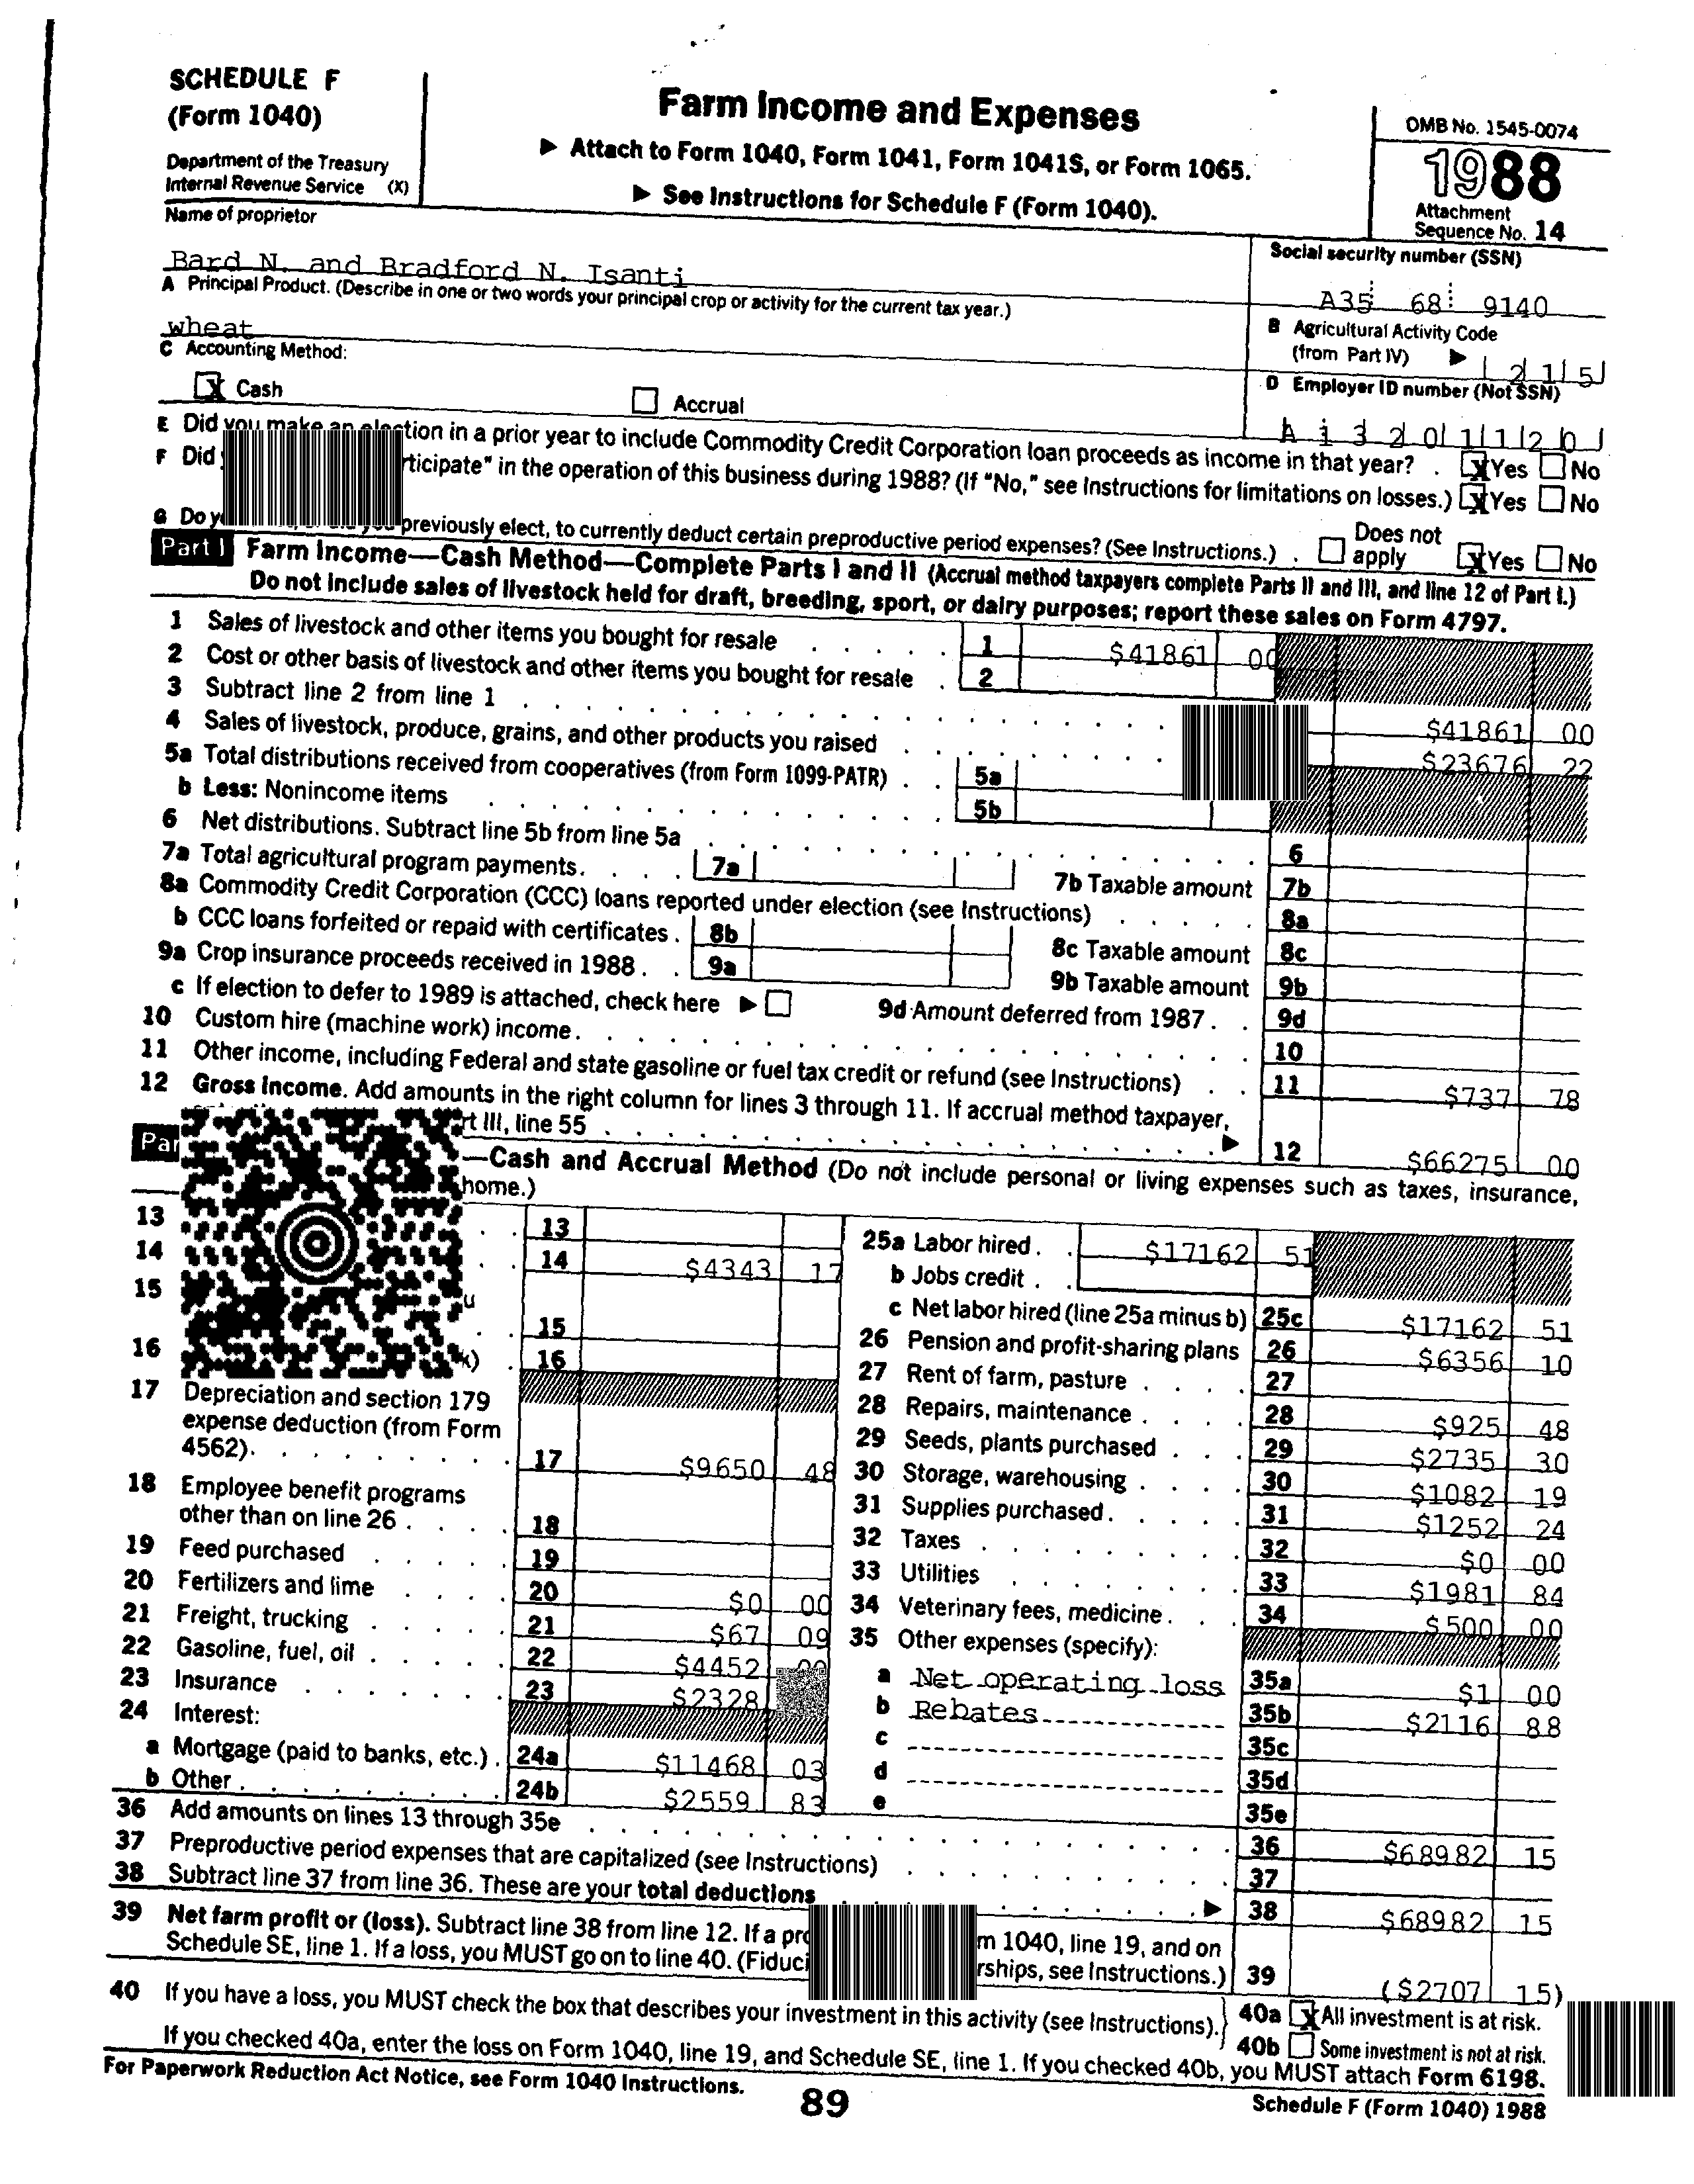 SCHEDULE F
(Form 1040)
Department of the Treasury
Internal Revenue Service (X)
Farm Income and Expenses
▶ Attach to Form 1040, Form 1041, Form 1041S, or Form 1065.
▶ See Instructions for Schedule F (Form 1040).
OMB No. 1545-0074
1988
Attachment
Sequence No. 14
Name of proprietor
Bard N. and Bradford N. Isanti
Social security number (SSN)
A35 68 9140
A Principal Product. (Describe in one or two words your principal crop or activity for the current tax year.)
wheat
B Agricultural Activity Code
(from Part IV) ▶ 2 1 5
C Accounting Method:
X Cash Accrual
D Employer ID number (Not SSN)
A 1 3 2 0 1 1 2 0
E Did you make an election in a prior year to include Commodity Credit Corporation loan proceeds as income in that year? . X Yes No
F Did ticipate" in the operation of this business during 1988? (If "No," see Instructions for limitations on losses.) X Yes No
G Do you previously elect, to currently deduct certain preproductive period expenses? (See Instructions.) . Does not apply X Yes No
Part I Farm Income—Cash Method—Complete Parts I and II (Accrual method taxpayers complete Parts II and III, and line 12 of Part I.)
Do not include sales of livestock held for draft, breeding, sport, or dairy purposes; report these sales on Form 4797.
1 Sales of livestock and other items you bought for resale 1 $41861 00
2 Cost or other basis of livestock and other items you bought for resale 2
3 Subtract line 2 from line 1 $41861 00
4 Sales of livestock, produce, grains, and other products you raised $23676 22
5a Total distributions received from cooperatives (from Form 1099-PATR) 5a
b Less: Nonincome items 5b
6 Net distributions. Subtract line 5b from line 5a 6
7a Total agricultural program payments. 7a 7b Taxable amount 7b
8a Commodity Credit Corporation (CCC) loans reported under election (see Instructions) 8a
b CCC loans forfeited or repaid with certificates . 8b 8c Taxable amount 8c
9a Crop insurance proceeds received in 1988 . 9a 9b Taxable amount 9b
c If election to defer to 1989 is attached, check here ▶ 9d Amount deferred from 1987 . 9d
10 Custom hire (machine work) income. 10
11 Other income, including Federal and state gasoline or fuel tax credit or refund (see Instructions) 11 $737 78
12 Gross income. Add amounts in the right column for lines 3 through 11. If accrual method taxpayer,
rt III, line 55 ▶ 12 $66275 00
Par —Cash and Accrual Method (Do not include personal or living expenses such as taxes, insurance,
home.)
13 13
14 14 $4343 17
15 15
16 16
17 Depreciation and section 179
expense deduction (from Form
4562). 17 $9650 48
18 Employee benefit programs
other than on line 26 . 18
19 Feed purchased 19
20 Fertilizers and lime 20 $0 00
21 Freight, trucking 21 $67 09
22 Gasoline, fuel, oil 22 $4452
23 Insurance 23 $2328
24 Interest:
a Mortgage (paid to banks, etc.) . 24a $11468 03
b Other . 24b $2559 83
25a Labor hired . $17162 51
b Jobs credit .
c Net labor hired (line 25a minus b) 25c $17162 51
26 Pension and profit-sharing plans 26 $6356 10
27 Rent of farm, pasture 27
28 Repairs, maintenance 28 $925 48
29 Seeds, plants purchased 29 $2735 30
30 Storage, warehousing 30 $1082 19
31 Supplies purchased . 31 $1252 24
32 Taxes 32 $0 00
33 Utilities 33 $1981 84
34 Veterinary fees, medicine . 34 $500 00
35 Other expenses (specify):
a Net operating loss 35a $1 00
b Rebates 35b $2116 88
c 35c
d 35d
e 35e
36 Add amounts on lines 13 through 35e 36 $68982 15
37 Preproductive period expenses that are capitalized (see Instructions) 37
38 Subtract line 37 from line 36. These are your total deductions ▶ 38 $68982 15
39 Net farm profit or (loss). Subtract line 38 from line 12. If a pro m 1040, line 19, and on
Schedule SE, line 1. If a loss, you MUST go on to line 40. (Fiduci rships, see Instructions.) 39 ($2707 15)
40 If you have a loss, you MUST check the box that describes your investment in this activity (see Instructions). 40a X All investment is at risk.
40b Some investment is not at risk.
If you checked 40a, enter the loss on Form 1040, line 19, and Schedule SE, line 1. If you checked 40b, you MUST attach Form 6198.
For Paperwork Reduction Act Notice, see Form 1040 Instructions.
89
Schedule F (Form 1040) 1988